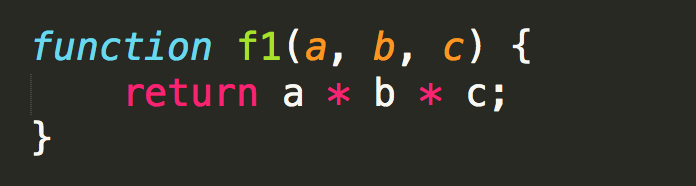 function f1(a, b, c) {
    return a * b * c;
}